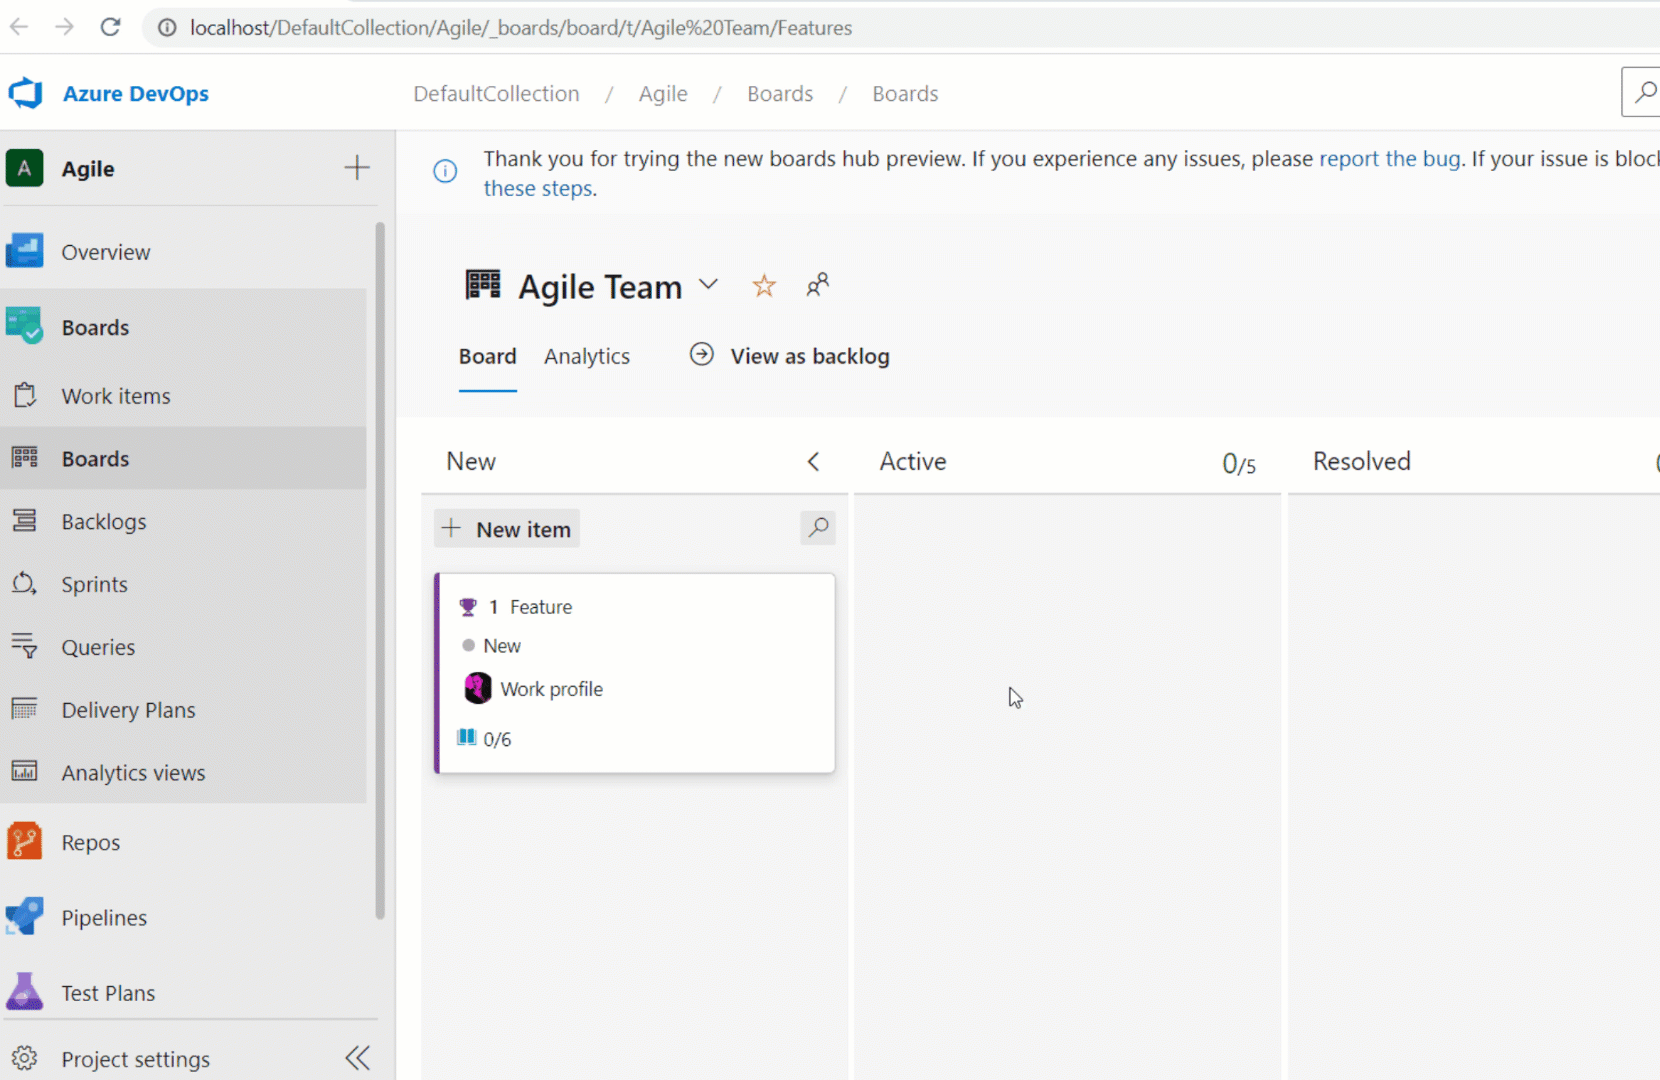 localhost/DefaultCollection/Agile/_boards/board/t/Agile%20Team/Features
Azure DevOps
DefaultCollection / Agile / Boards / Boards
A Agile
Thank you for trying the new boards hub preview. If you experience any issues, please report the bug. If your issue is
these steps.
Overview
Boards
Work items
Boards
Backlogs
Sprints
Queries
Delivery Plans
Analytics views
Repos
Pipelines
Test Plans
Project settings
Agile Team
Board Analytics View as backlog
New
Active 0/5
Resolved
New item
1 Feature
New
Work profile
0/6